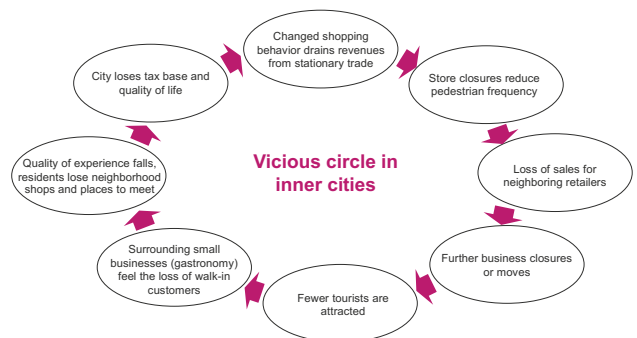 Changed shopping
behavior drains revenues
from stationary trade
Store closures reduce
pedestrian frequency
Loss of sales for
neighboring retailers
Further business closures
or moves
Fewer tourists are
attracted
Surrounding small
businesses (gastronomy)
feel the loss of walk-in
customers
Quality of experience falls,
residents lose neighborhood
shops and places to meet
City loses tax base and
quality of life
Vicious circle in
inner cities